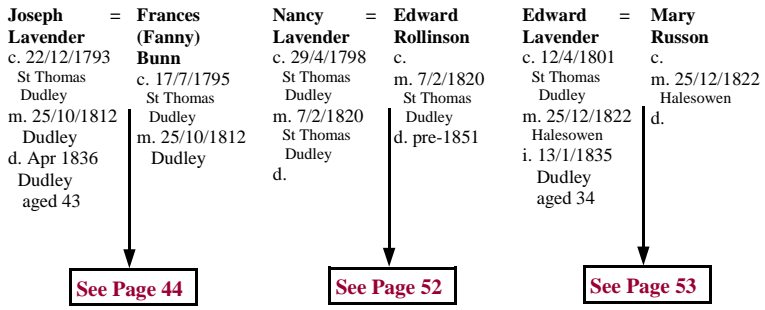 Joseph = Frances
Lavender (Fanny)
c. 22/12/1793 Bunn
St Thomas c. 17/7/1795
Dudley St Thomas
m. 25/10/1812 Dudley
Dudley m. 25/10/1812
d. Apr 1836 Dudley
Dudley
aged 43
See Page 44
Nancy = Edward
Lavender Rollinson
c. 29/4/1798 c.
St Thomas m. 7/2/1820
Dudley St Thomas
m. 7/2/1820 Dudley
St Thomas d. pre-1851
Dudley
d.
See Page 52
Edward = Mary
Lavender Russon
c. 12/4/1801 c.
St Thomas m. 25/12/1822
Dudley Halesowen
m. 25/12/1822 d.
Halesowen
i. 13/1/1835
Dudley
aged 34
See Page 53